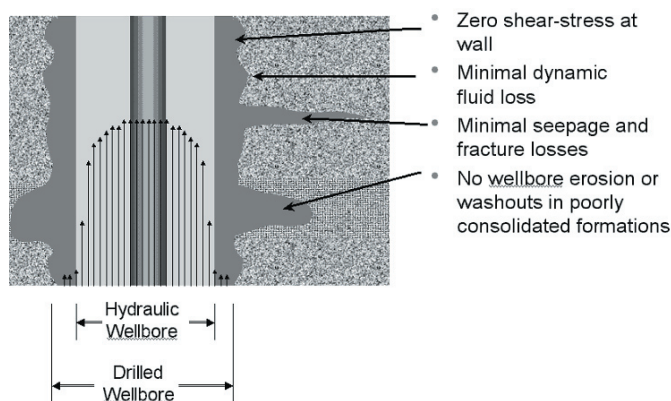 • Zero shear-stress at
wall
• Minimal dynamic
fluid loss
• Minimal seepage and
fracture losses
• No wellbore erosion or
washouts in poorly
consolidated formations
Hydraulic
Wellbore
Drilled
Wellbore